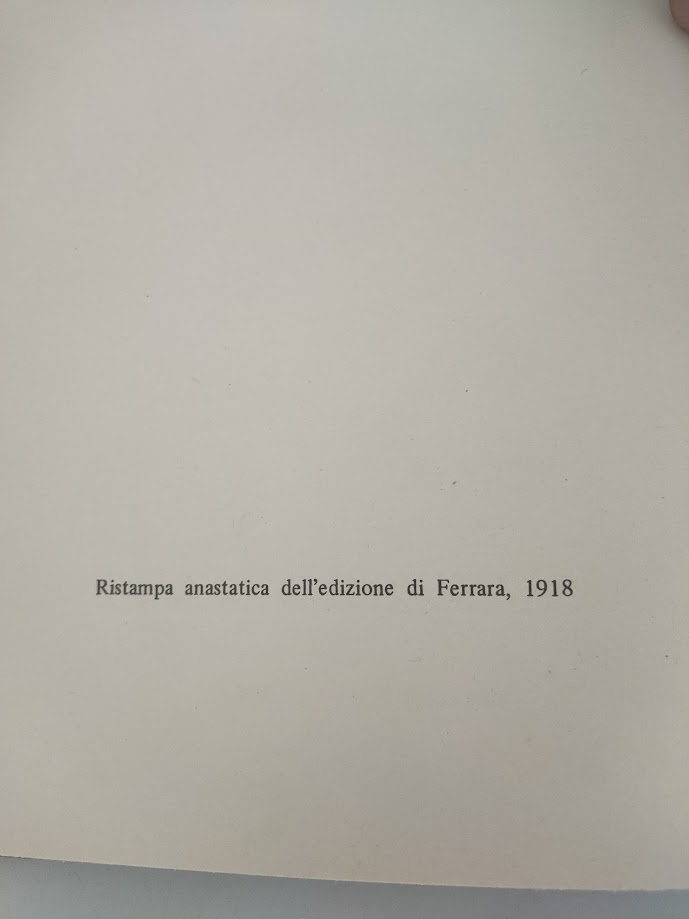 Ristampa anastatica dell’edizione di Ferrara, 1918